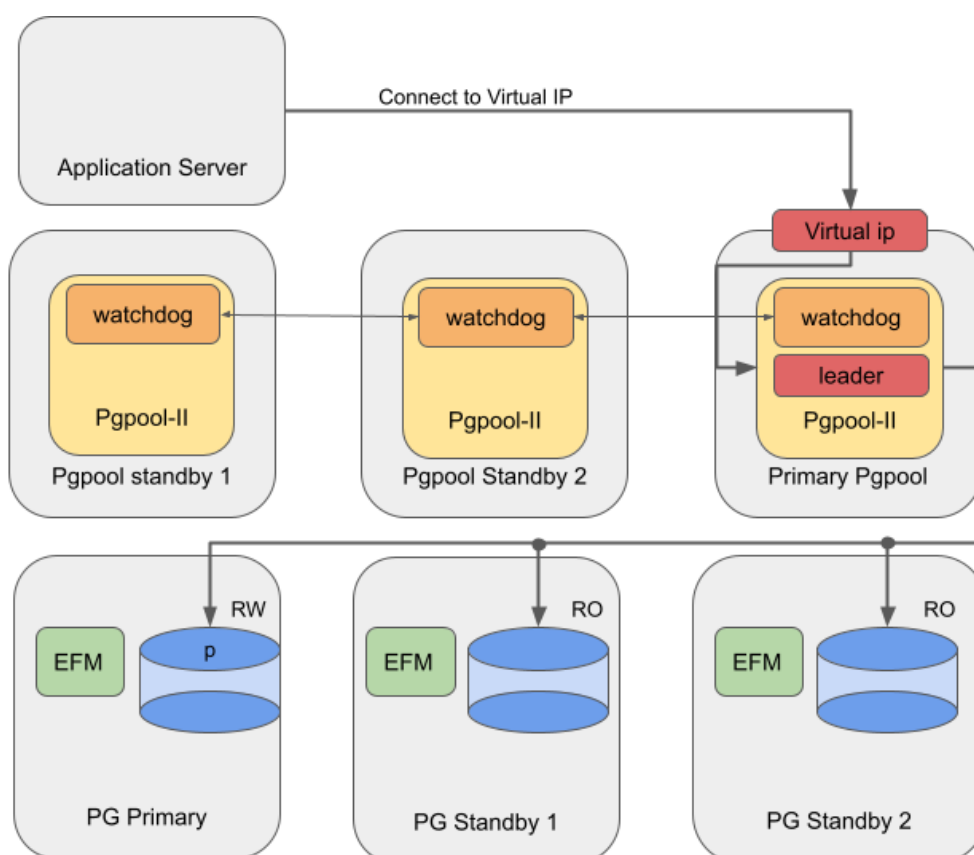 Connect to Virtual IP
Application Server
Virtual ip
watchdog
watchdog
watchdog
leader
Pgpool-II
Pgpool-II
Pgpool-II
Pgpool standby 1
Pgpool Standby 2
Primary Pgpool
RW
RO
RO
EFM
p
EFM
EFM
PG Primary
PG Standby 1
PG Standby 2